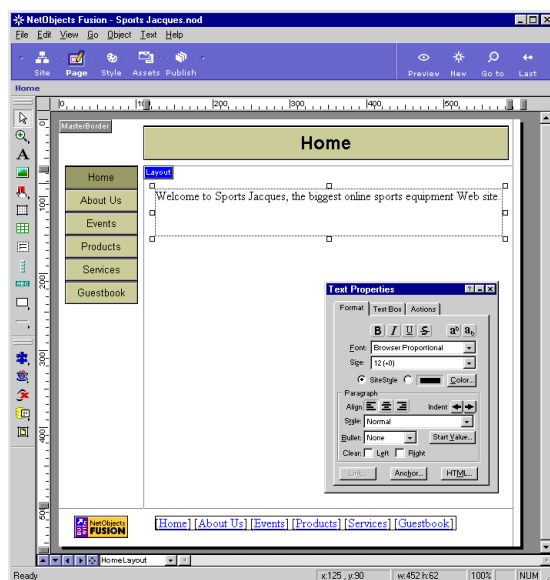 NetObjects Fusion - Sports Jacques.nod
File Edit View Go Object Text Help
Site Page Style Assets Publish Preview New Go to Last
Home
0 100 200 300 400 500
MasterBorder
Home
Layout
Home
About Us
Events
Products
Services
Guestbook
Welcome to Sports Jacques, the biggest online sports equipment Web site.
Text Properties
Format Text Box Actions
B I U S aᵇ aᵦ
Font: Browser Proportional
Size: 12 (+0)
SiteStyle Color...
Paragraph
Align Indent
Style: Normal
Bullet: None Start Value...
Clear: Left Right
Link... Anchor... HTML...
NetObjects
FUSION
[Home] [About Us] [Events] [Products] [Services] [Guestbook]
HomeLayout
Ready x:125 , y:90 w:452 h:62 100% NUM